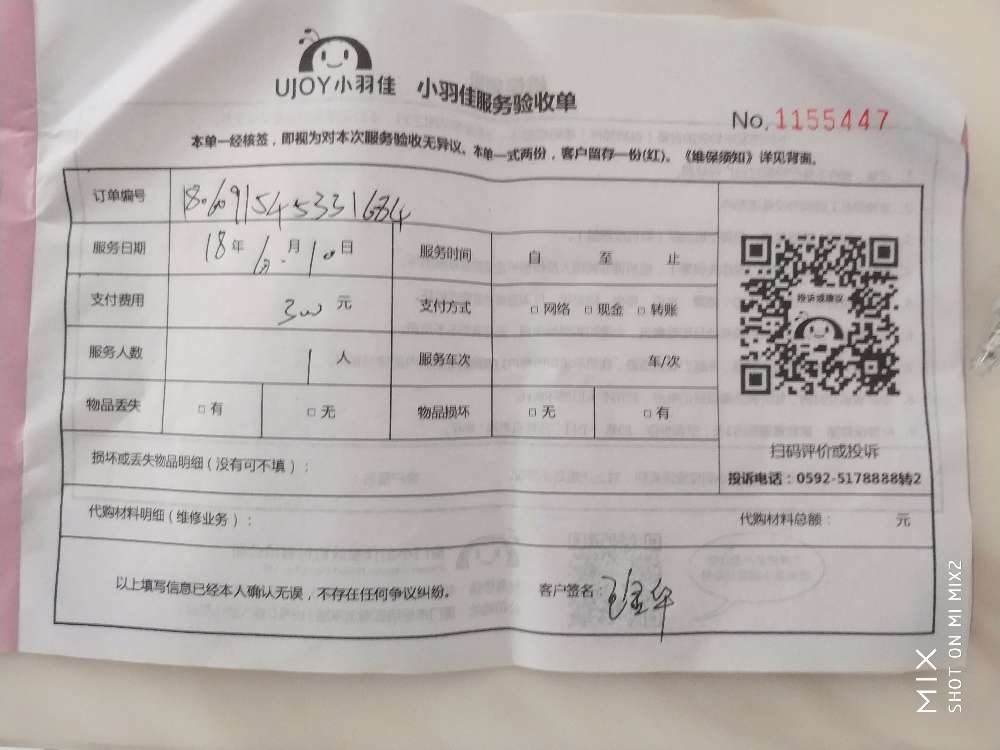 UJOY小羽佳 小羽佳服务验收单
No. 1155447
本单一经核签，即视为对本次服务验收无异议。本单一式两份，客户留存一份(红)。《维保须知》详见背面。
订单编号
服务日期 18年 6月 10日 服务时间 自 至 止
支付费用 300 元 支付方式 □ 网络 □ 现金 □ 转账
投诉或建议
服务人数 1 人 服务车次 车/次
物品丢失 □ 有 □ 无 物品损坏 □ 无 □ 有
扫码评价或投诉
损坏或丢失物品明细（没有可不填）：
投诉电话：0592-5178888转2
代购材料明细（维修业务）： 代购材料总额： 元
以上填写信息已经本人确认无误，不存在任何争议纠纷。 客户签名：
MIX
SHOT ON MI MIX2